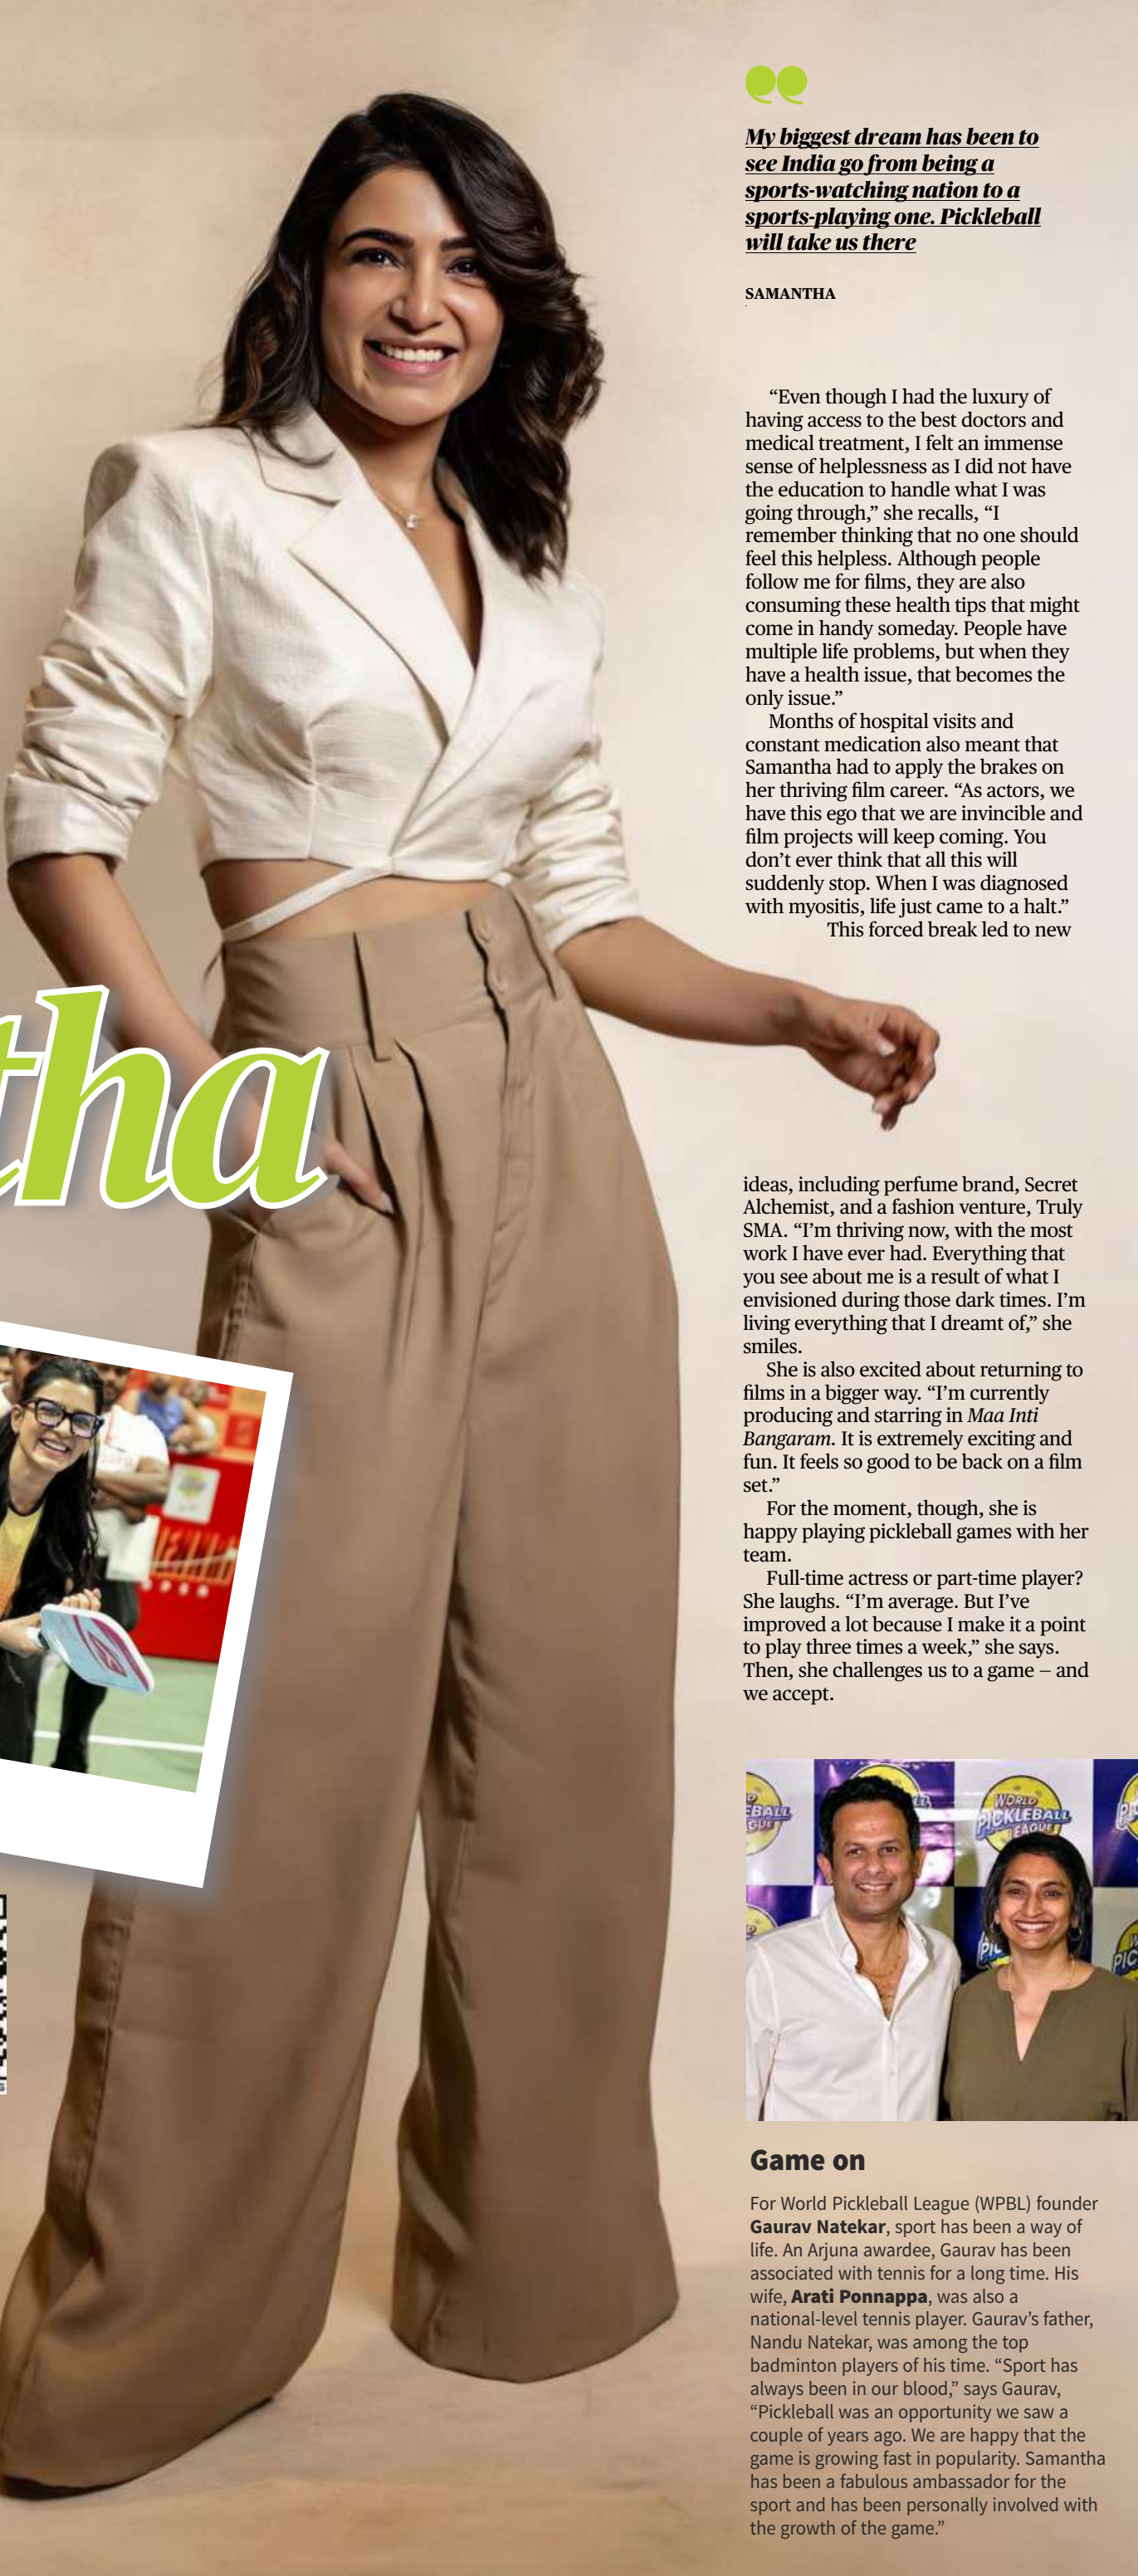 My biggest dream has been to
see India go from being a
sports-watching nation to a
sports-playing one. Pickleball
will take us there
SAMANTHA
“Even though I had the luxury of
having access to the best doctors and
medical treatment, I felt an immense
sense of helplessness as I did not have
the education to handle what I was
going through,” she recalls, “I
remember thinking that no one should
feel this helpless. Although people
follow me for films, they are also
consuming these health tips that might
come in handy someday. People have
multiple life problems, but when they
have a health issue, that becomes the
only issue.”
Months of hospital visits and
constant medication also meant that
Samantha had to apply the brakes on
her thriving film career. “As actors, we
have this ego that we are invincible and
film projects will keep coming. You
don’t ever think that all this will
suddenly stop. When I was diagnosed
with myositis, life just came to a halt.”
This forced break led to new
tha
ideas, including perfume brand, Secret
Alchemist, and a fashion venture, Truly
SMA. “I’m thriving now, with the most
work I have ever had. Everything that
you see about me is a result of what I
envisioned during those dark times. I’m
living everything that I dreamt of,” she
smiles.
She is also excited about returning to
films in a bigger way. “I’m currently
producing and starring in Maa Inti
Bangaram. It is extremely exciting and
fun. It feels so good to be back on a film
set.”
For the moment, though, she is
happy playing pickleball games with her
team.
Full-time actress or part-time player?
She laughs. “I’m average. But I’ve
improved a lot because I make it a point
to play three times a week,” she says.
Then, she challenges us to a game — and
we accept.
WORLD
PICKLEBALL
LEAGUE
Game on
For World Pickleball League (WPBL) founder
Gaurav Natekar, sport has been a way of
life. An Arjuna awardee, Gaurav has been
associated with tennis for a long time. His
wife, Arati Ponnappa, was also a
national-level tennis player. Gaurav’s father,
Nandu Natekar, was among the top
badminton players of his time. “Sport has
always been in our blood,” says Gaurav,
“Pickleball was an opportunity we saw a
couple of years ago. We are happy that the
game is growing fast in popularity. Samantha
has been a fabulous ambassador for the
sport and has been personally involved with
the growth of the game.”